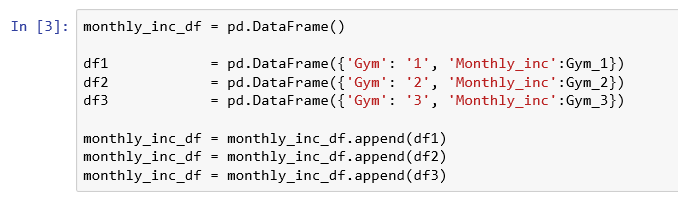 In [3]: monthly_inc_df = pd.DataFrame()
df1 = pd.DataFrame({'Gym': '1', 'Monthly_inc':Gym_1})
df2 = pd.DataFrame({'Gym': '2', 'Monthly_inc':Gym_2})
df3 = pd.DataFrame({'Gym': '3', 'Monthly_inc':Gym_3})
monthly_inc_df = monthly_inc_df.append(df1)
monthly_inc_df = monthly_inc_df.append(df2)
monthly_inc_df = monthly_inc_df.append(df3)